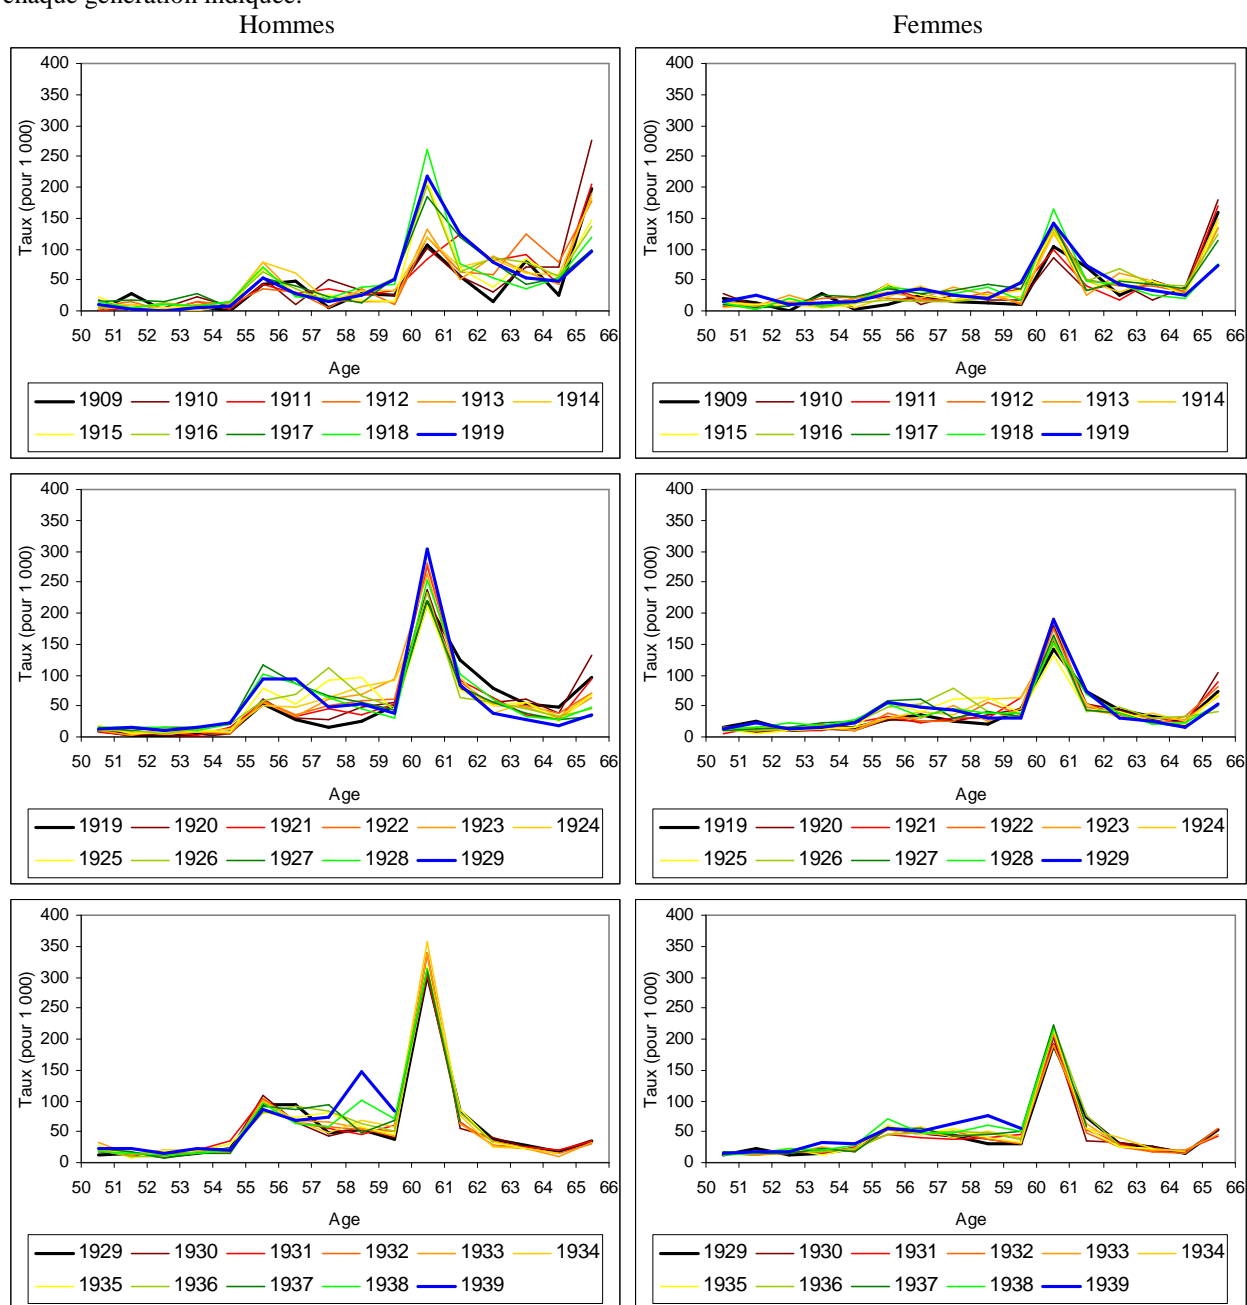 chaque génération indiquée.
Hommes Femmes
400
350
300
250
200
150
100
50
0
Taux (pour 1 000)
50 51 52 53 54 55 56 57 58 59 60 61 62 63 64 65 66
Age
1909 1910 1911 1912 1913 1914
1915 1916 1917 1918 1919
400
350
300
250
200
150
100
50
0
Taux (pour 1 000)
50 51 52 53 54 55 56 57 58 59 60 61 62 63 64 65 66
Age
1909 1910 1911 1912 1913 1914
1915 1916 1917 1918 1919
400
350
300
250
200
150
100
50
0
Taux (pour 1 000)
50 51 52 53 54 55 56 57 58 59 60 61 62 63 64 65 66
Age
1919 1920 1921 1922 1923 1924
1925 1926 1927 1928 1929
400
350
300
250
200
150
100
50
0
Taux (pour 1 000)
50 51 52 53 54 55 56 57 58 59 60 61 62 63 64 65 66
Age
1919 1920 1921 1922 1923 1924
1925 1926 1927 1928 1929
400
350
300
250
200
150
100
50
0
Taux (pour 1 000)
50 51 52 53 54 55 56 57 58 59 60 61 62 63 64 65 66
Age
1929 1930 1931 1932 1933 1934
1935 1936 1937 1938 1939
400
350
300
250
200
150
100
50
0
Taux (pour 1 000)
50 51 52 53 54 55 56 57 58 59 60 61 62 63 64 65 66
Age
1929 1930 1931 1932 1933 1934
1935 1936 1937 1938 1939